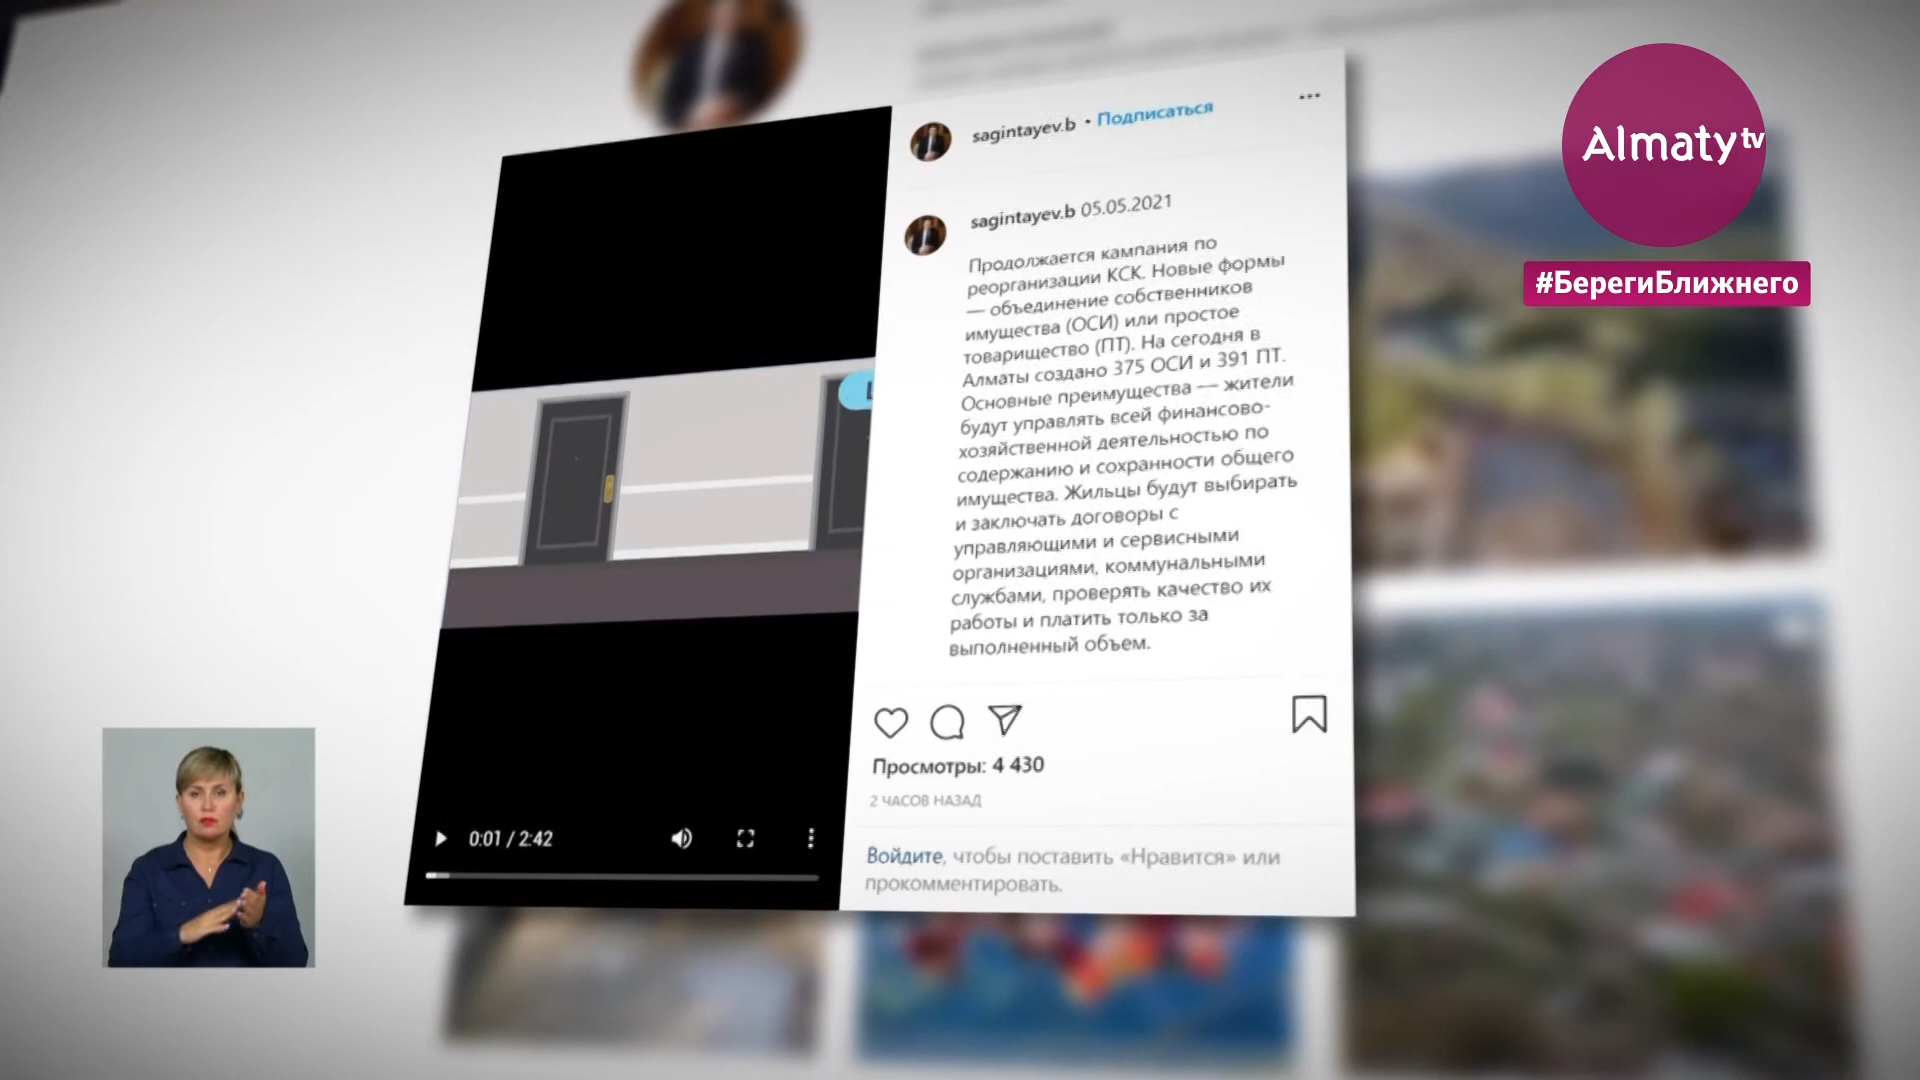 Almaty tv
#БерегиБлижнего
sagintayev.b • Подписаться
sagintayev.b 05.05.2021
Продолжается кампания по
реорганизации КСК. Новые формы
— объединение собственников
имущества (ОСИ) или простое
товарищество (ПТ). На сегодня в
Алматы создано 375 ОСИ и 391 ПТ.
Основные преимущества — жители
будут управлять всей финансово-
хозяйственной деятельностью по
содержанию и сохранности общего
имущества. Жильцы будут выбирать
и заключать договоры с
управляющими и сервисными
организациями, коммунальными
службами, проверять качество их
работы и платить только за
выполненный объем.
Просмотры: 4 430
2 ЧАСОВ НАЗАД
Войдите, чтобы поставить «Нравится» или
прокомментировать.
0:01 / 2:42